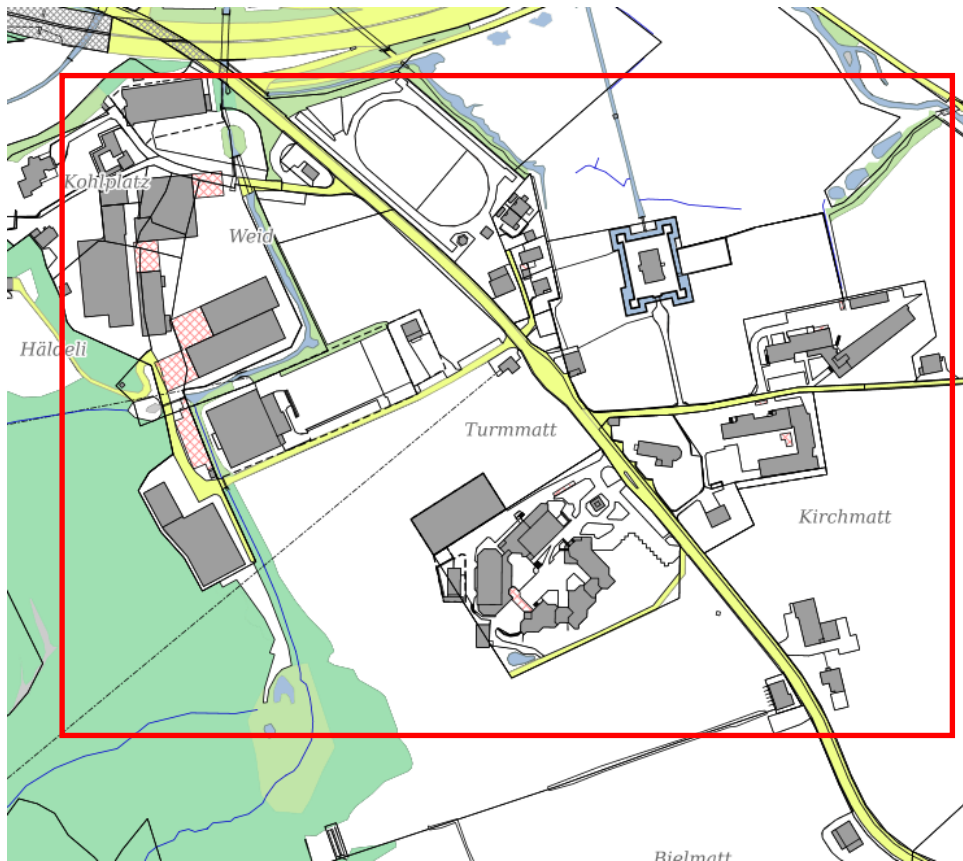 Kohlplatz
Weid
Häldeli
Turmmatt
Kirchmatt
Bielmatt